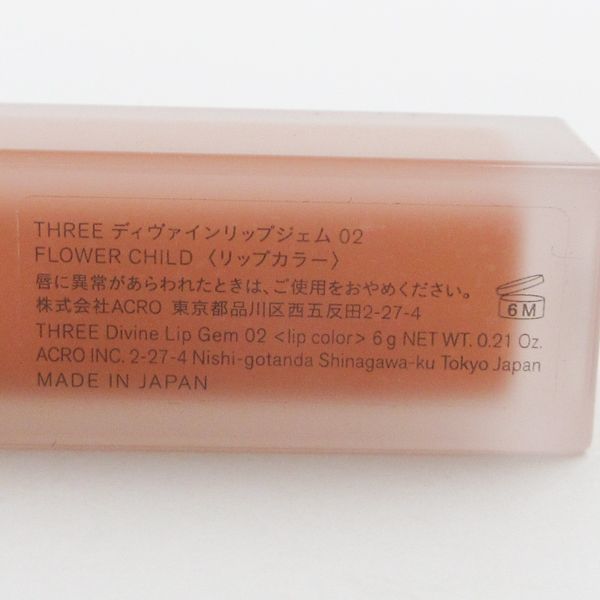 THREE ディヴァインリップジェム 02
FLOWER CHILD 〈リップカラー〉
唇に異常があらわれたときは、ご使用をおやめください。
株式会社ACRO 東京都品川区西五反田2-27-4
6M
THREE Divine Lip Gem 02 <lip color> 6g NET WT. 0.21 Oz.
ACRO INC. 2-27-4 Nishi-gotanda Shinagawa-ku Tokyo Japan
MADE IN JAPAN